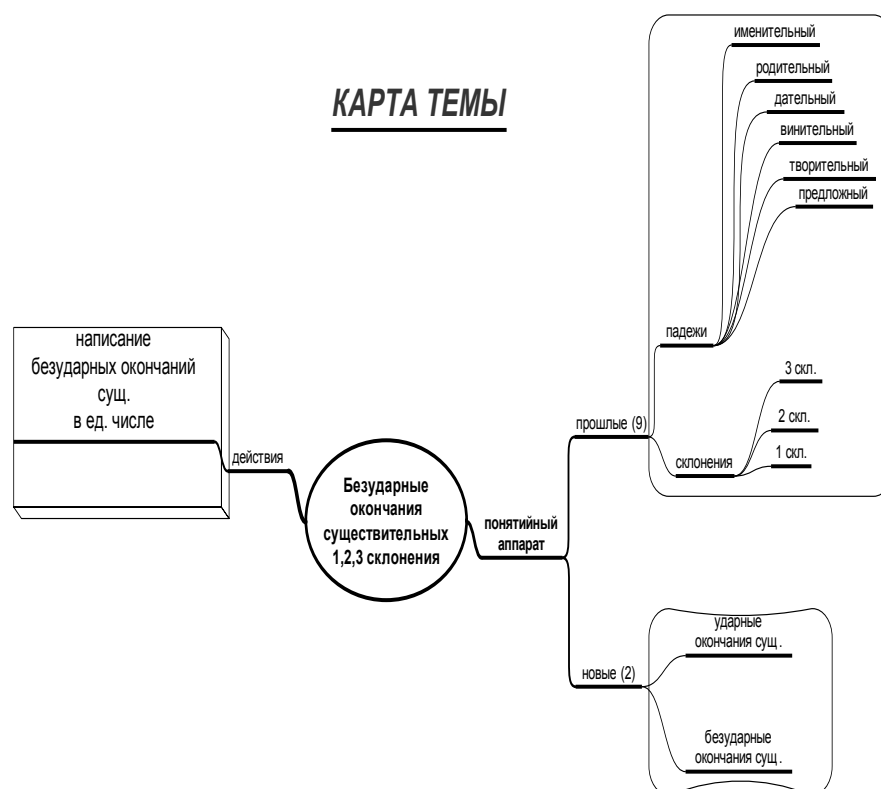 КАРТА ТЕМЫ
именительный
родительный
дательный
винительный
творительный
предложный
падежи
3 скл.
2 скл.
1 скл.
склонения
прошлые (9)
написание
безударных окончаний
сущ.
в ед. числе
действия
Безударные
окончания
существительных
1,2,3 склонения
понятийный
аппарат
новые (2)
ударные
окончания сущ.
безударные
окончания сущ.